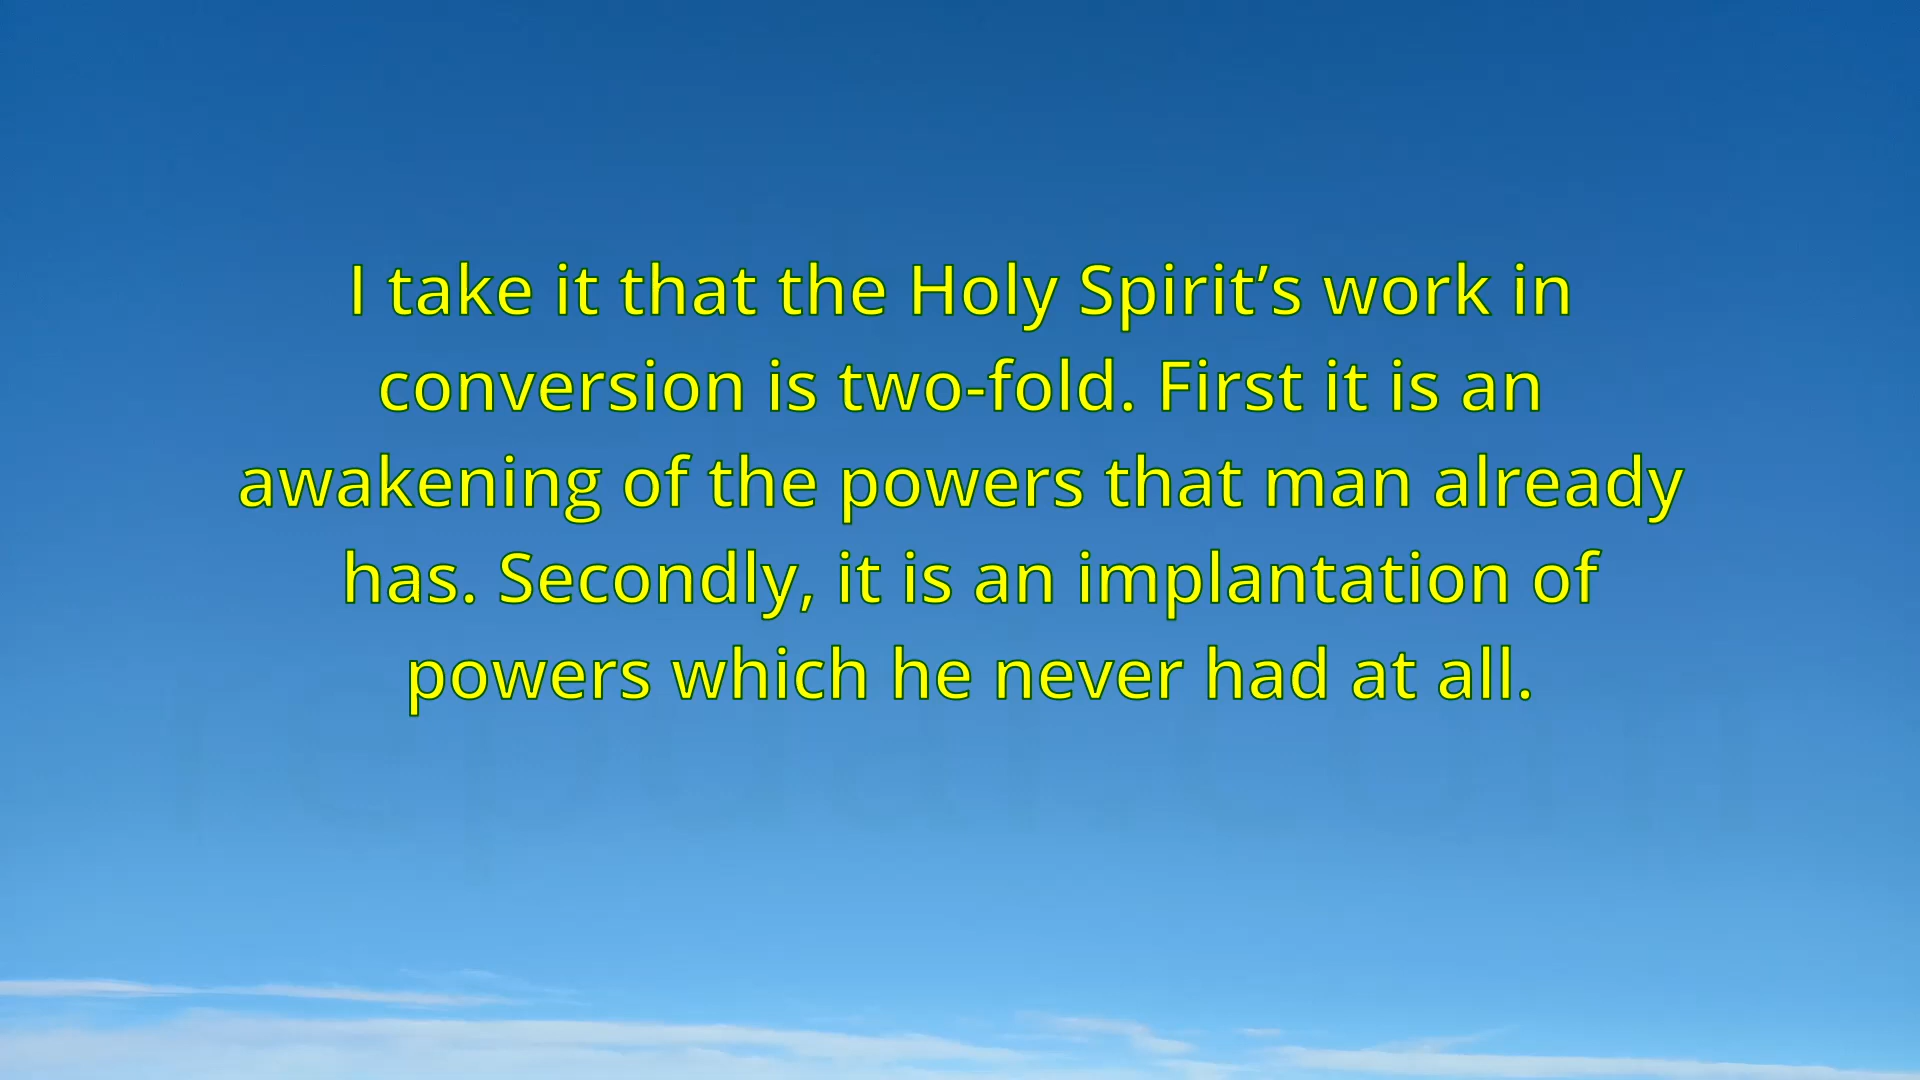 I take it that the Holy Spirit’s work in
conversion is two-fold. First it is an
awakening of the powers that man already
has. Secondly, it is an implantation of
powers which he never had at all.